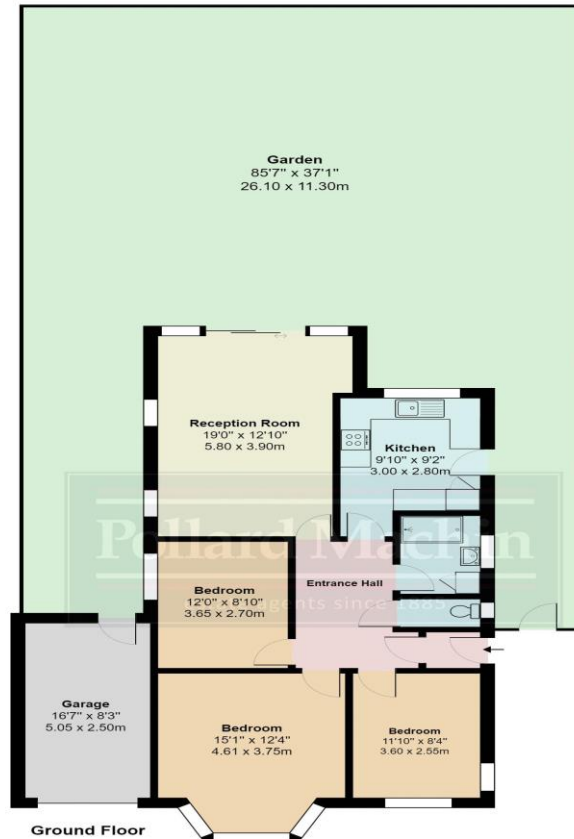 Garden
85'7" x 37'1"
26.10 x 11.30m
Reception Room
19'0" x 12'10"
5.80 x 3.90m
Kitchen
9'10" x 9'2"
3.00 x 2.80m
Pollard Machin
agents since 1885
Entrance Hall
Bedroom
12'0" x 8'10"
3.65 x 2.70m
Garage
16'7" x 8'3"
5.05 x 2.50m
Bedroom
15'1" x 12'4"
4.61 x 3.75m
Bedroom
11'10" x 8'4"
3.60 x 2.55m
Ground Floor